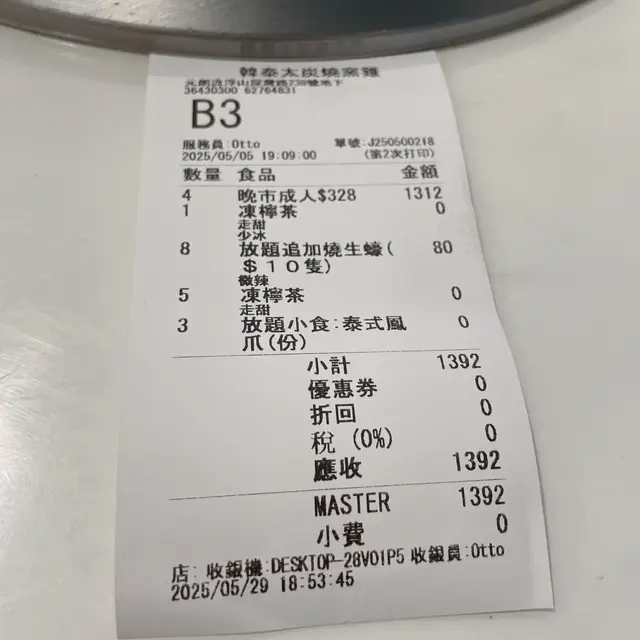 韓泰太炭燒窯雞
元朗流浮山深灣路238號地下
36430300 62764831
B3
服務員:Otto 單號:J250500218
2025/05/05 19:09:00 (第2次打印)
數量 食品 金額
4 晚市成人$328 1312
1 凍檸茶 0
走甜
少冰
8 放題追加燒生蠔( 80
$10隻)
微辣
5 凍檸茶 0
走甜
3 放題小食:泰式鳳 0
爪(份)
小計 1392
優惠券 0
折回 0
稅 (0%) 0
應收 1392
MASTER 1392
小費 0
店: 收銀機:DESKTOP-28VO1P5 收銀員:Otto
2025/05/29 18:53:45